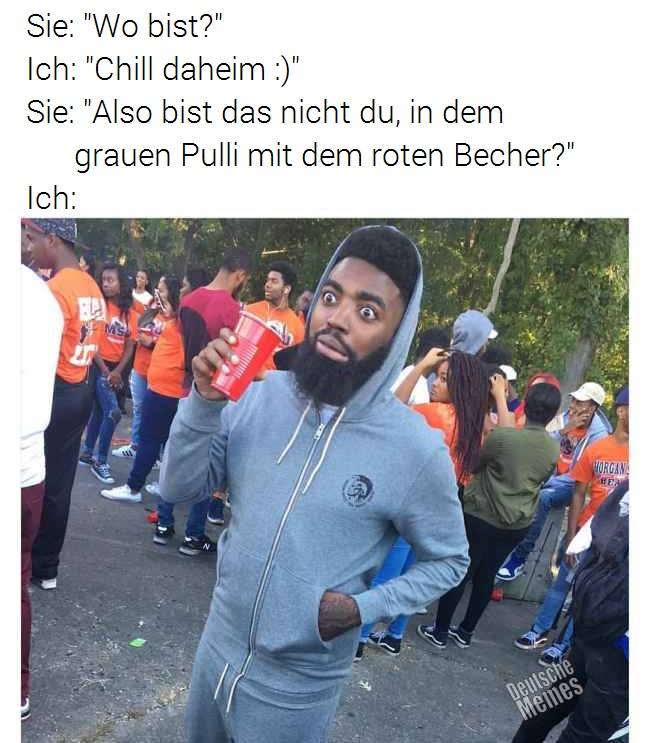 Sie: "Wo bist?"
Ich: "Chill daheim :)"
Sie: "Also bist das nicht du, in dem
grauen Pulli mit dem roten Becher?"
Ich:
MORGAN
Deutsche
Memes